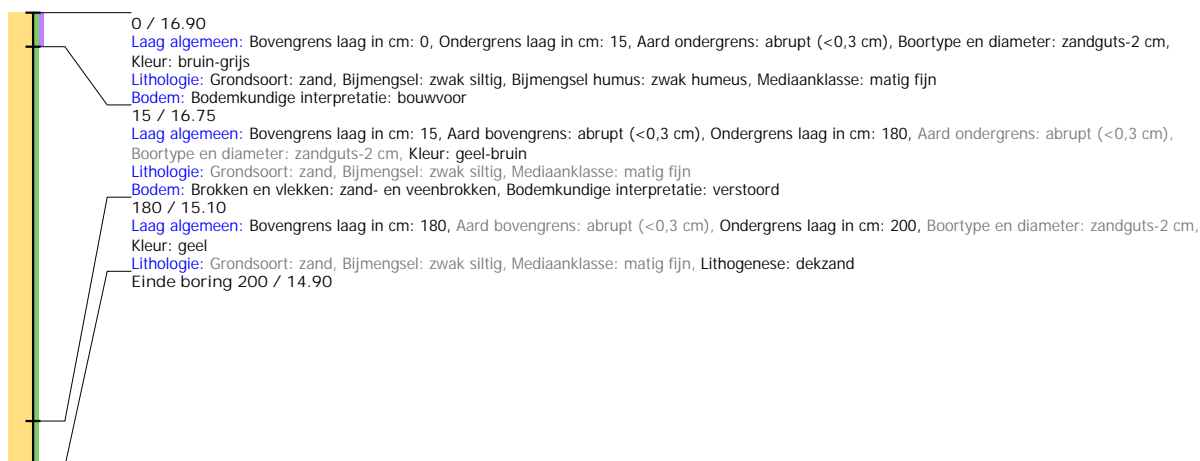 0 / 16.90
Laag algemeen: Bovengrens laag in cm: 0, Ondergrens laag in cm: 15, Aard ondergrens: abrupt (<0,3 cm), Boortype en diameter: zandguts-2 cm,
Kleur: bruin-grijs
Lithologie: Grondsoort: zand, Bijmengsel: zwak siltig, Bijmengsel humus: zwak humeus, Mediaanklasse: matig fijn
Bodem: Bodemkundige interpretatie: bouwvoor
15 / 16.75
Laag algemeen: Bovengrens laag in cm: 15, Aard bovengrens: abrupt (<0,3 cm), Ondergrens laag in cm: 180, Aard ondergrens: abrupt (<0,3 cm),
Boortype en diameter: zandguts-2 cm, Kleur: geel-bruin
Lithologie: Grondsoort: zand, Bijmengsel: zwak siltig, Mediaanklasse: matig fijn
Bodem: Brokken en vlekken: zand- en veenbrokken, Bodemkundige interpretatie: verstoord
180 / 15.10
Laag algemeen: Bovengrens laag in cm: 180, Aard bovengrens: abrupt (<0,3 cm), Ondergrens laag in cm: 200, Boortype en diameter: zandguts-2 cm,
Kleur: geel
Lithologie: Grondsoort: zand, Bijmengsel: zwak siltig, Mediaanklasse: matig fijn, Lithogenese: dekzand
Einde boring 200 / 14.90